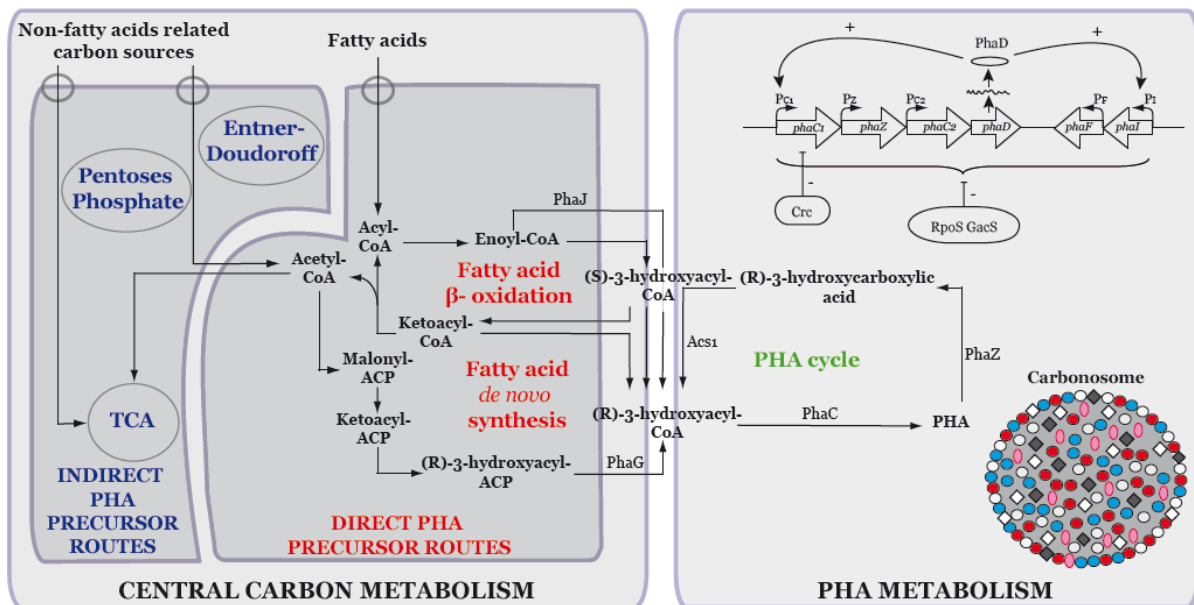 Non-fatty acids related
carbon sources
Fatty acids
Entner-
Doudoroff
Pentoses
Phosphate
Acyl-
CoA
Enoyl-CoA
PhaJ
Acetyl-
CoA
Fatty acid
β- oxidation
(S)-3-hydroxyacyl-
CoA
Ketoacyl-
CoA
Malonyl-
ACP
Fatty acid
de novo
synthesis
Ketoacyl-
ACP
TCA
(R)-3-hydroxyacyl-
CoA
(R)-3-hydroxyacyl-
ACP
PhaG
INDIRECT
PHA
PRECURSOR
ROUTES
DIRECT PHA
PRECURSOR ROUTES
CENTRAL CARBON METABOLISM
+
PhaD
+
PC1
PZ
PC2
PF
PI
phaC1
phaZ
phaC2
phaD
phaF
phaI
-
Crc
-
RpoS GacS
(R)-3-hydroxycarboxylic
acid
Acs1
PHA cycle
PhaZ
PhaC
PHA
Carbonosome
PHA METABOLISM